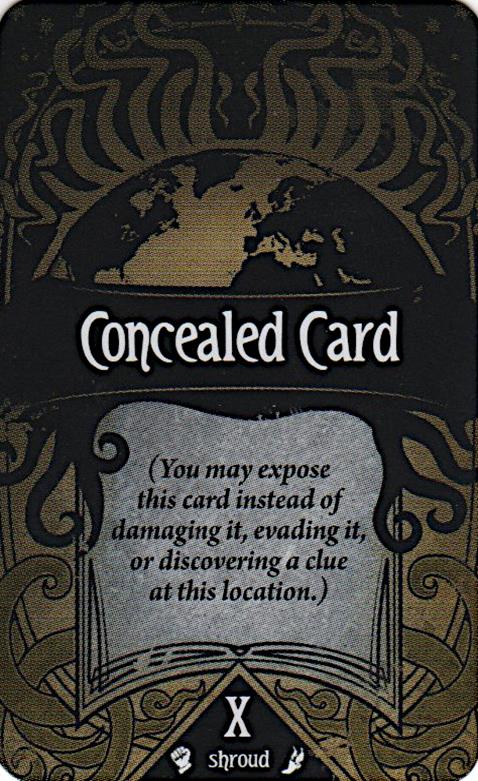 Concealed Card
(You may expose
this card instead of
damaging it, evading it,
or discovering a clue
at this location.)
X
shroud